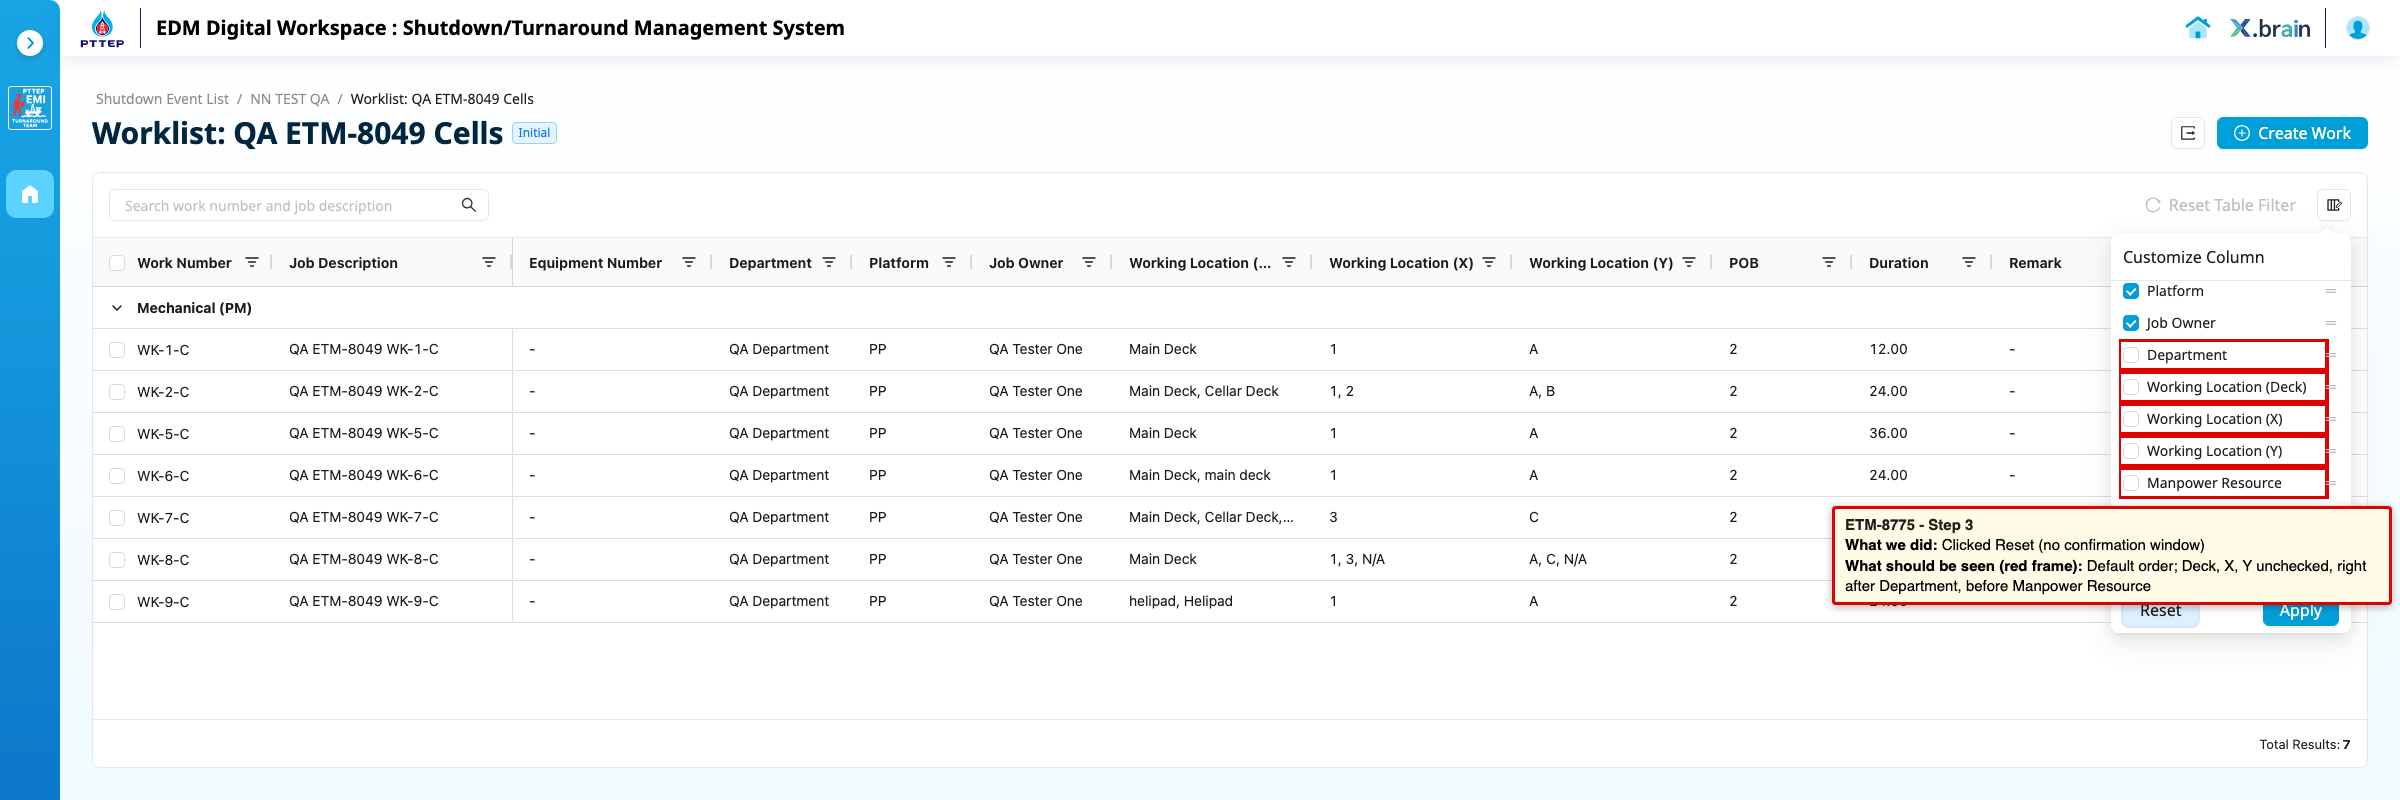 PTTEP
EDM Digital Workspace : Shutdown/Turnaround Management System
X.brain
PTTEP
EMI
TURNAROUND
TEAM
Shutdown Event List / NN TEST QA / Worklist: QA ETM-8049 Cells
Worklist: QA ETM-8049 Cells Initial
Create Work
Search work number and job description
Reset Table Filter
Work Number Job Description Equipment Number Department Platform Job Owner Working Location (... Working Location (X) Working Location (Y) POB Duration Remark
Mechanical (PM)
WK-1-C QA ETM-8049 WK-1-C - QA Department PP QA Tester One Main Deck 1 A 2 12.00 -
WK-2-C QA ETM-8049 WK-2-C - QA Department PP QA Tester One Main Deck, Cellar Deck 1, 2 A, B 2 24.00 -
WK-5-C QA ETM-8049 WK-5-C - QA Department PP QA Tester One Main Deck 1 A 2 36.00 -
WK-6-C QA ETM-8049 WK-6-C - QA Department PP QA Tester One Main Deck, main deck 1 A 2 24.00 -
WK-7-C QA ETM-8049 WK-7-C - QA Department PP QA Tester One Main Deck, Cellar Deck,... 3 C 2
WK-8-C QA ETM-8049 WK-8-C - QA Department PP QA Tester One Main Deck 1, 3, N/A A, C, N/A 2
WK-9-C QA ETM-8049 WK-9-C - QA Department PP QA Tester One helipad, Helipad 1 A 2
Customize Column
Platform
Job Owner
Department
Working Location (Deck)
Working Location (X)
Working Location (Y)
Manpower Resource
ETM-8775 - Step 3
What we did: Clicked Reset (no confirmation window)
What should be seen (red frame): Default order; Deck, X, Y unchecked, right
after Department, before Manpower Resource
Reset Apply
Total Results: 7